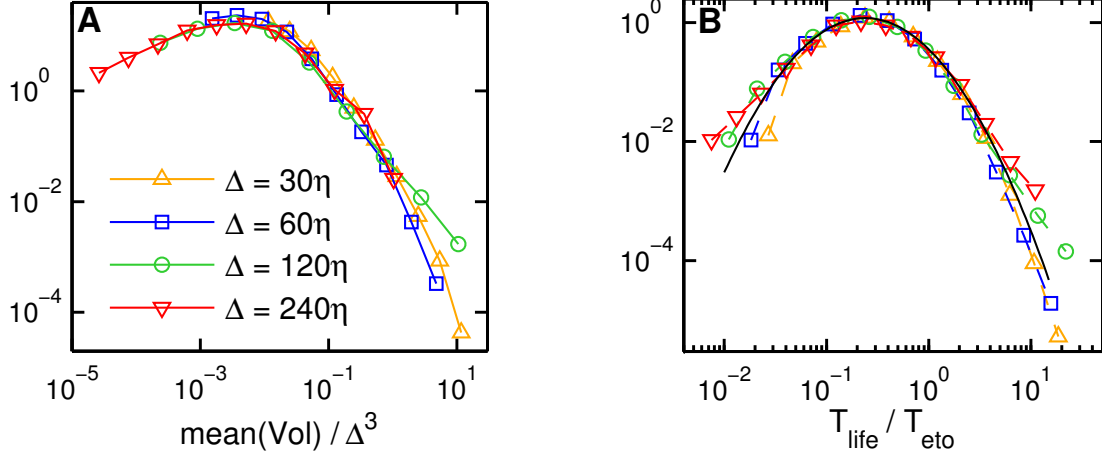 A
10^0
10^-2
10^-4
Δ = 30η
Δ = 60η
Δ = 120η
Δ = 240η
10^-5 10^-3 10^-1 10^1
mean(Vol) / Δ^3
B
10^0
10^-2
10^-4
10^-2 10^-1 10^0 10^1
T_life / T_eto